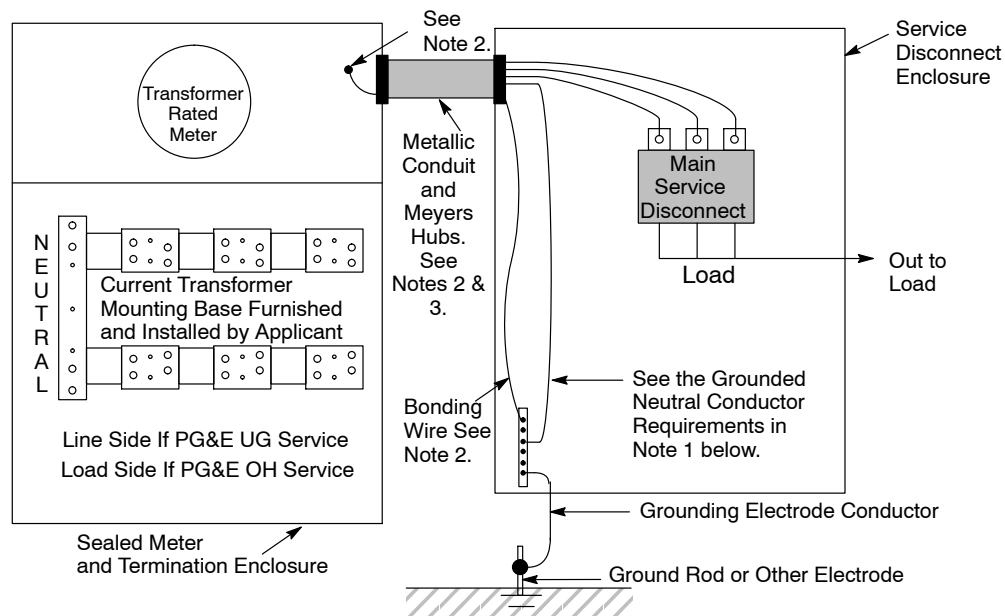 See
Note 2.
Service
Disconnect
Enclosure
Transformer
Rated
Meter
Metallic
Conduit
and
Meyers
Hubs.
See
Notes 2 &
3.
Main
Service
Disconnect
Load
Out to
Load
NEUTRAL
Current Transformer
Mounting Base Furnished
and Installed by Applicant
Bonding
Wire See
Note 2.
See the Grounded
Neutral Conductor
Requirements in
Note 1 below.
Line Side If PG&E UG Service
Load Side If PG&E OH Service
Grounding Electrode Conductor
Sealed Meter
and Termination Enclosure
Ground Rod or Other Electrode